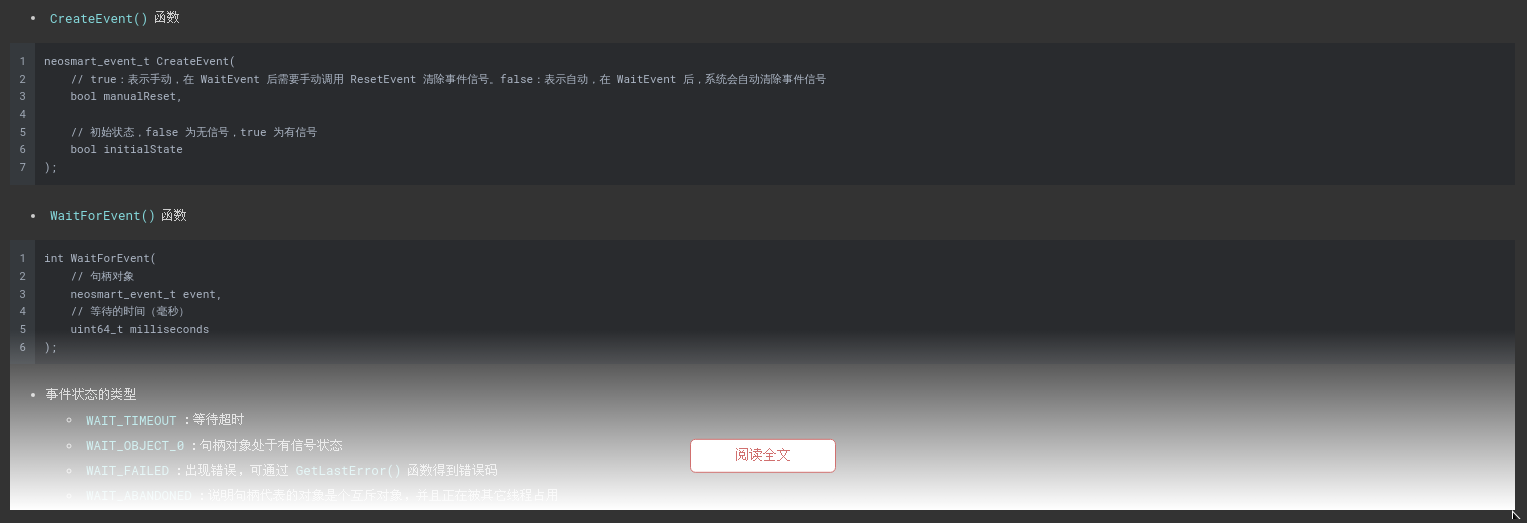 CreateEvent() 函数
1 neosmart_event_t CreateEvent(
2 // true：表示手动，在 WaitEvent 后需要手动调用 ResetEvent 清除事件信号。false：表示自动，在 WaitEvent 后，系统会自动清除事件信号
3 bool manualReset,
4
5 // 初始状态，false 为无信号，true 为有信号
6 bool initialState
7 );
WaitForEvent() 函数
1 int WaitForEvent(
2 // 句柄对象
3 neosmart_event_t event,
4 // 等待的时间（毫秒）
5 uint64_t milliseconds
6 );
事件状态的类型
WAIT_TIMEOUT ：等待超时
WAIT_OBJECT_0 ：句柄对象处于有信号状态
WAIT_FAILED ：出现错误，可通过 GetLastError() 函数得到错误码
阅读全文
WAIT_ABANDONED ：说明句柄代表的对象是个互斥对象，并且正在被其它线程占用